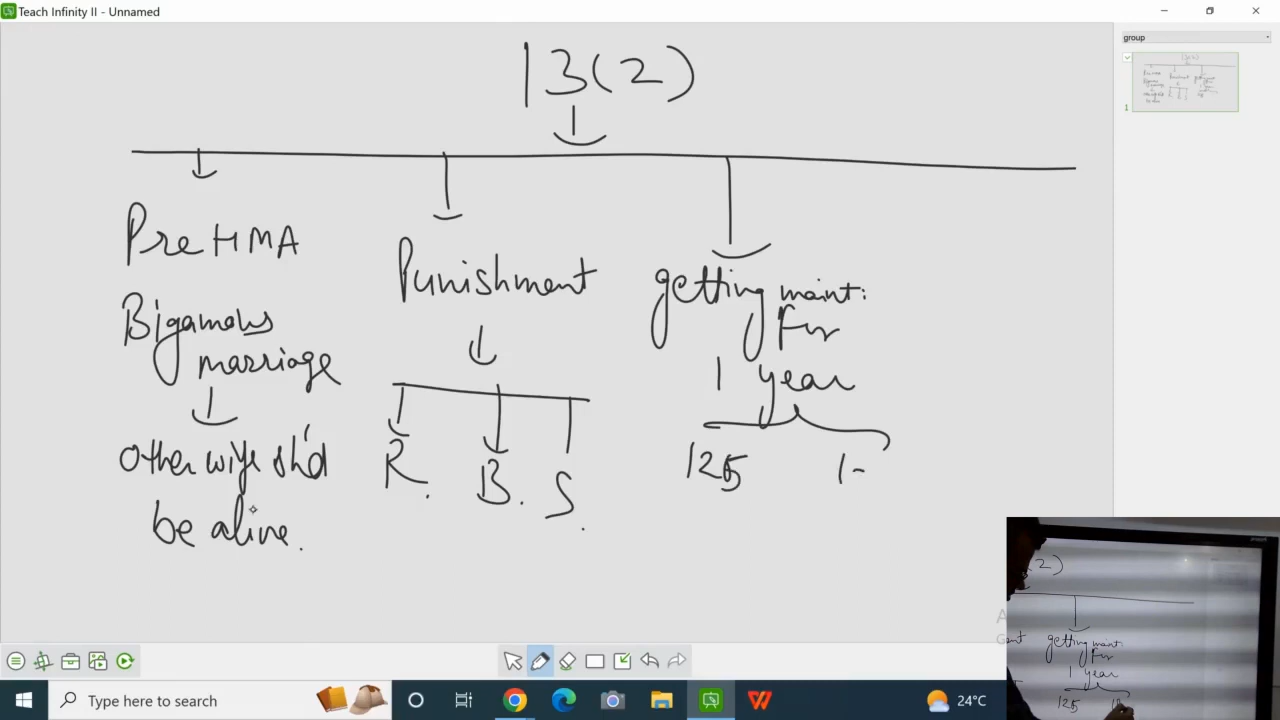 Teach Infinity II - Unnamed
group
1
13(2)
Pre HMA
Bigamous
marriage
Other wife sh'd
be alive.
Punishment
R. B. S.
getting maint:
for
1 year
125
Type here to search
24°C